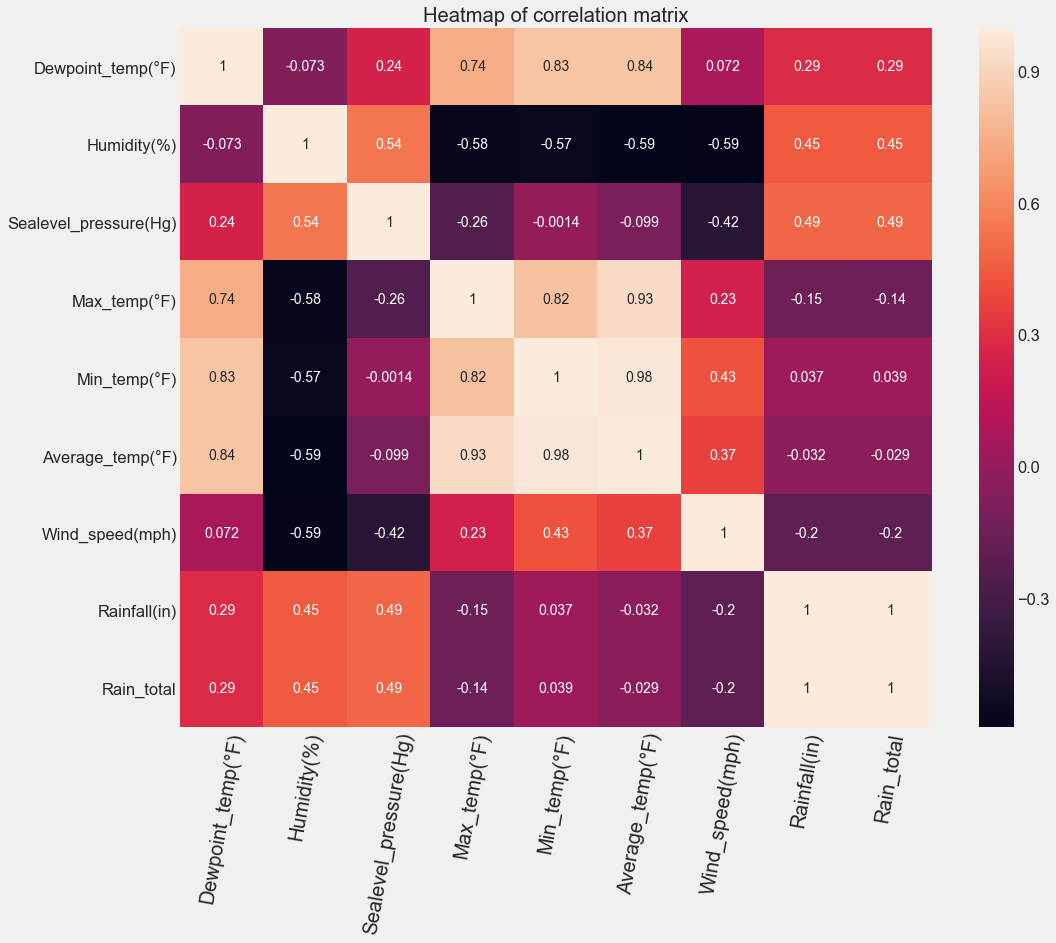 Heatmap of correlation matrix
Dewpoint_temp(°F) 1 -0.073 0.24 0.74 0.83 0.84 0.072 0.29 0.29
Humidity(%) -0.073 1 0.54 -0.58 -0.57 -0.59 -0.59 0.45 0.45
Sealevel_pressure(Hg) 0.24 0.54 1 -0.26 -0.0014 -0.099 -0.42 0.49 0.49
Max_temp(°F) 0.74 -0.58 -0.26 1 0.82 0.93 0.23 -0.15 -0.14
Min_temp(°F) 0.83 -0.57 -0.0014 0.82 1 0.98 0.43 0.037 0.039
Average_temp(°F) 0.84 -0.59 -0.099 0.93 0.98 1 0.37 -0.032 -0.029
Wind_speed(mph) 0.072 -0.59 -0.42 0.23 0.43 0.37 1 -0.2 -0.2
Rainfall(in) 0.29 0.45 0.49 -0.15 0.037 -0.032 -0.2 1 1
Rain_total 0.29 0.45 0.49 -0.14 0.039 -0.029 -0.2 1 1
Dewpoint_temp(°F) Humidity(%) Sealevel_pressure(Hg) Max_temp(°F) Min_temp(°F) Average_temp(°F) Wind_speed(mph) Rainfall(in) Rain_total
0.9
0.6
0.3
0.0
−0.3